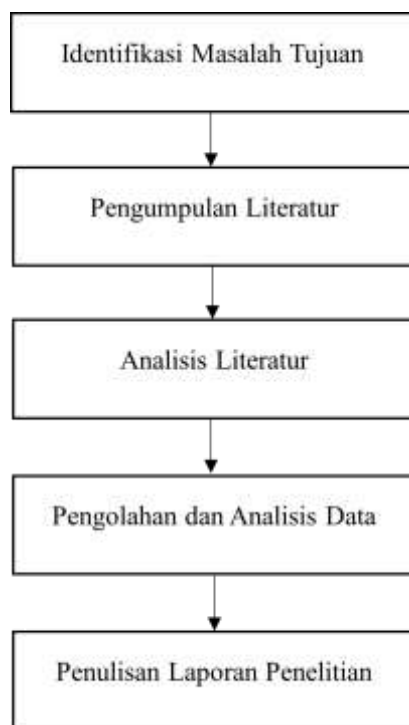 Identifikasi Masalah Tujuan
Pengumpulan Literatur
Analisis Literatur
Pengolahan dan Analisis Data
Penulisan Laporan Penelitian